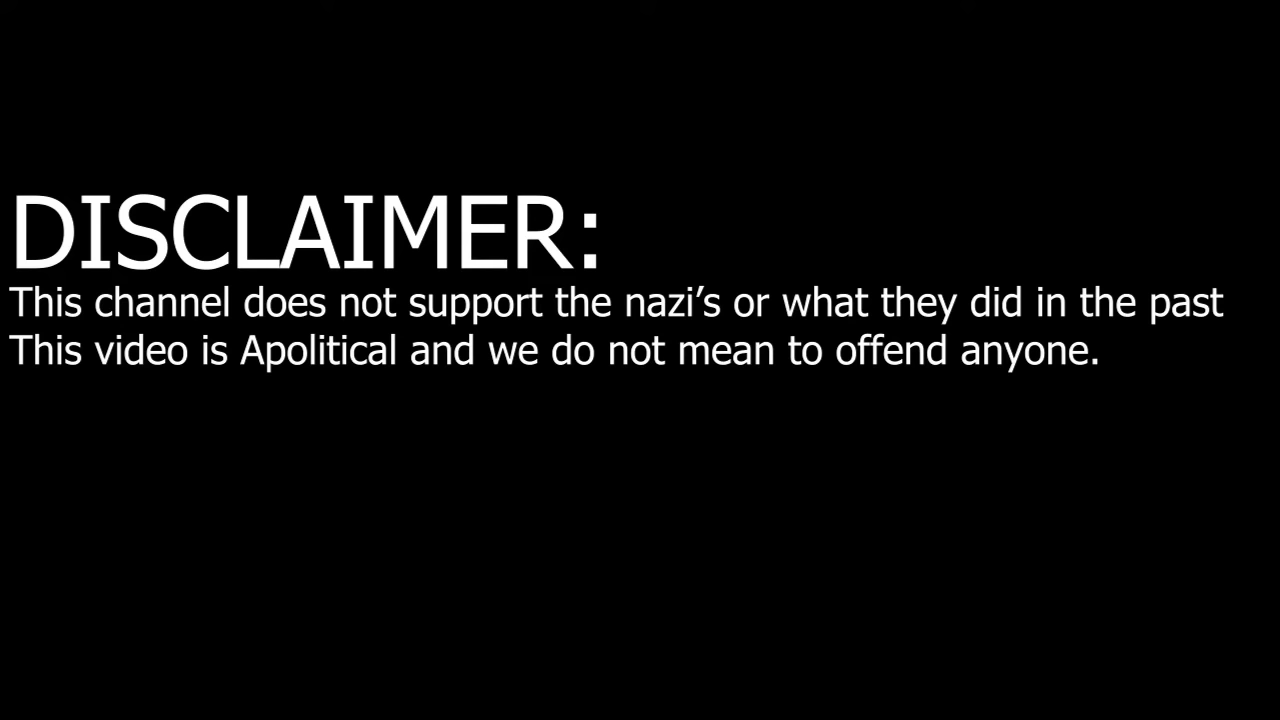 DISCLAIMER:
This channel does not support the nazi’s or what they did in the past
This video is Apolitical and we do not mean to offend anyone.